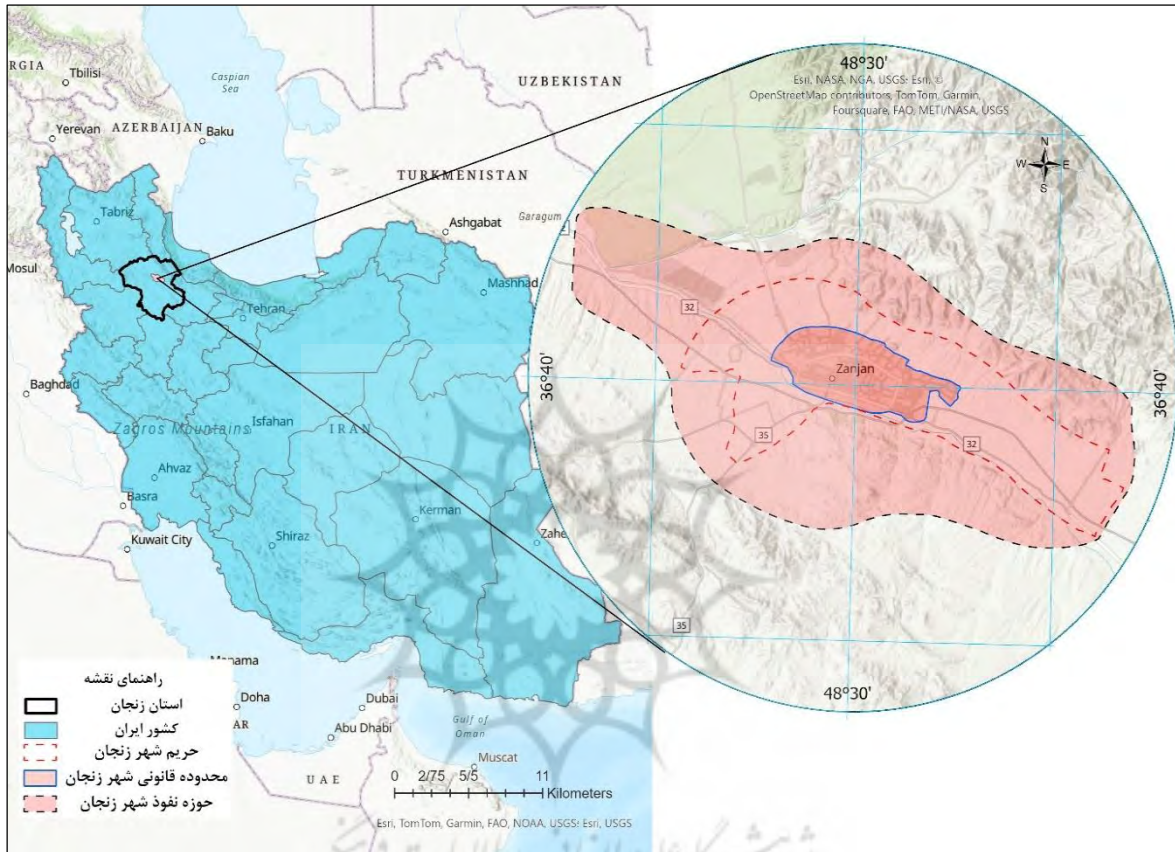 RGIA
Tbilisi
Caspian
Sea
UZBEKISTAN
Yerevan
AZERBAIJAN
Baku
TURKMENISTAN
Ashgabat
Garagum
Tabriz
Mosul
Mashhad
Tehran
Baghdad
Isfahan
Zagros Mountains
IRAN
Ahvaz
Basra
Kerman
Zahe
Kuwait City
Shiraz
Manama
Doha
Dubai
AR
Abu Dhabi
Gulf of
Oman
Muscat
UAE
48°30'
Esri, NASA, NGA, USGS; Esri, ©
OpenStreetMap contributors, TomTom, Garmin,
Foursquare, FAO, METI/NASA, USGS
N
W E
S
32
36°40'
Zanjan
36°40'
35
32
35
48°30'
راهنمای نقشه
استان زنجان
کشور ایران
حریم شهر زنجان
محدوده قانونی شهر زنجان
حوزه نفوذ شهر زنجان
0 2/75 5/5 11
Kilometers
Esri, TomTom, Garmin, FAO, NOAA, USGS; Esri, USGS